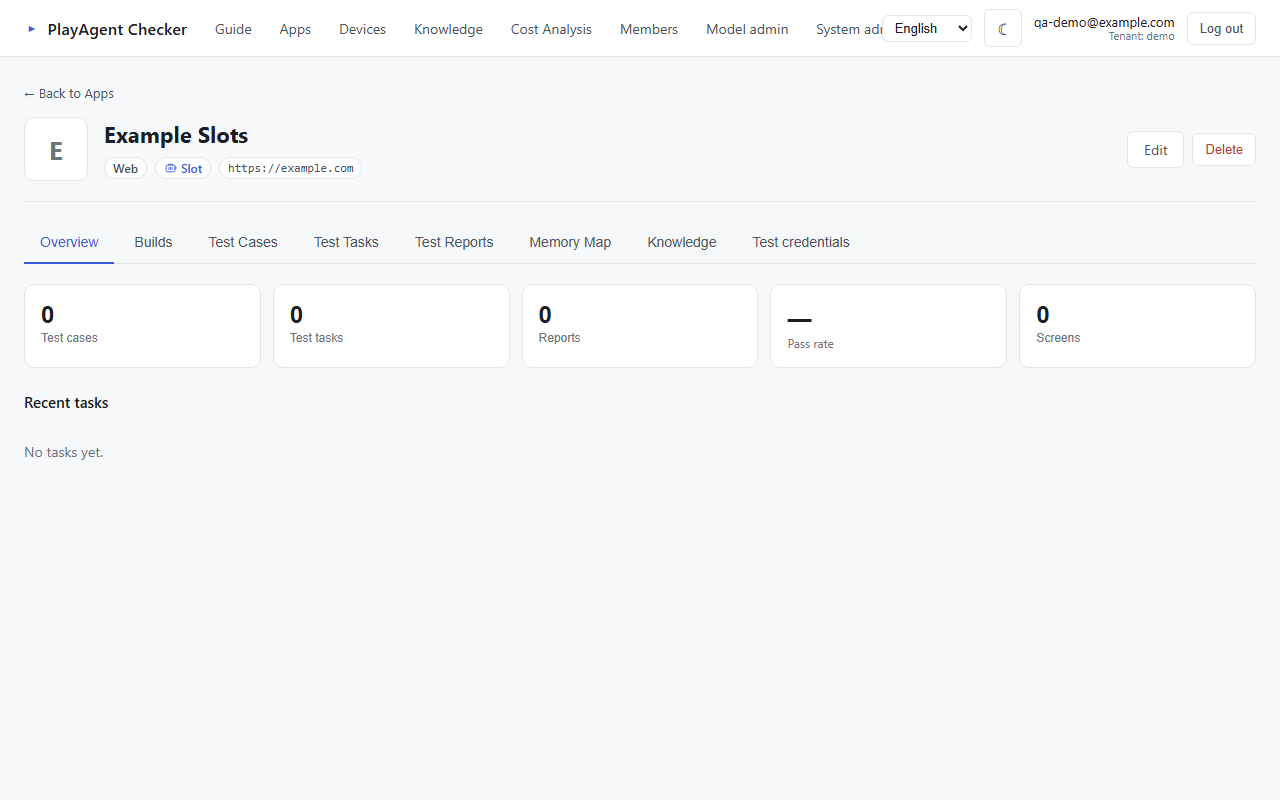 PlayAgent Checker
Guide
Apps
Devices
Knowledge
Cost Analysis
Members
Model admin
System adr
English
qa-demo@example.com
Tenant: demo
Log out
← Back to Apps
E
Example Slots
Web
Slot
https://example.com
Edit
Delete
Overview
Builds
Test Cases
Test Tasks
Test Reports
Memory Map
Knowledge
Test credentials
0
Test cases
0
Test tasks
0
Reports
—
Pass rate
0
Screens
Recent tasks
No tasks yet.